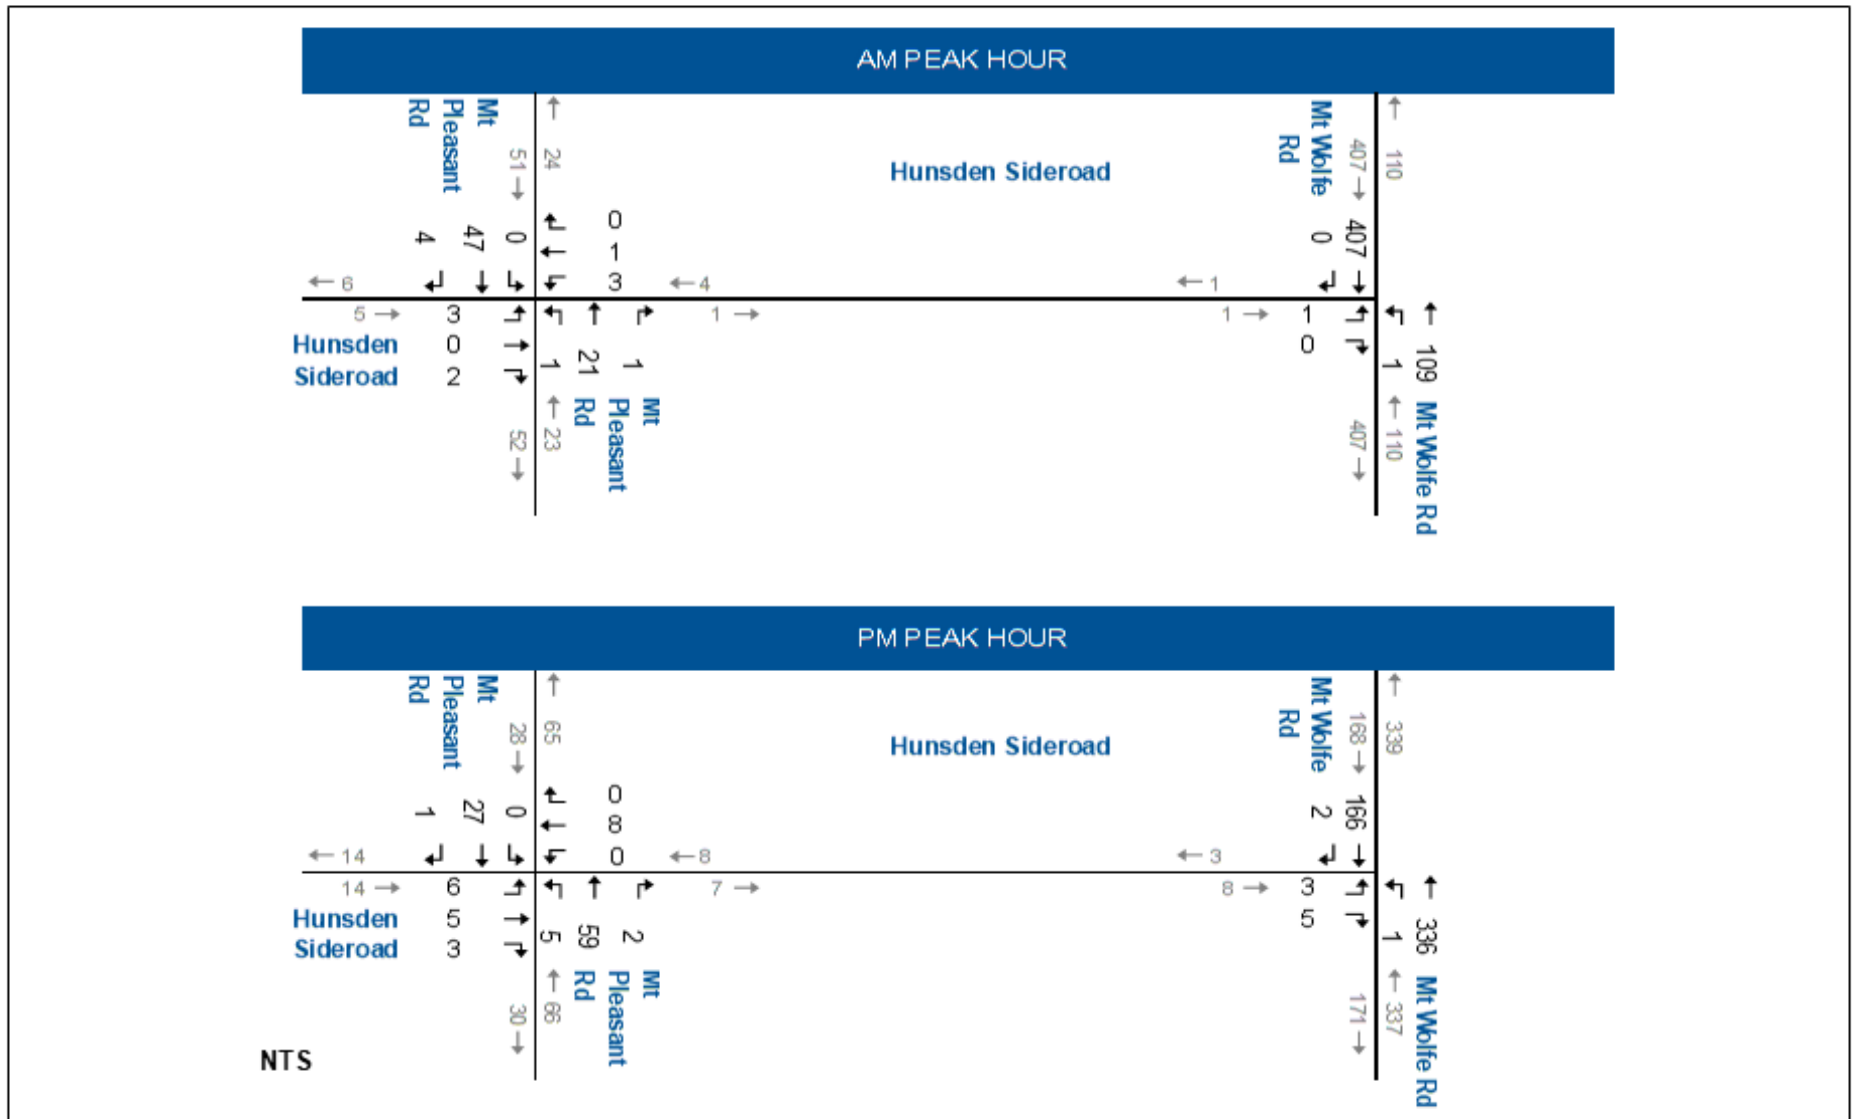 AM PEAK HOUR
Mt
Pleasant
Rd
51
24
Hunsden Sideroad
Mt Wolfe
Rd
407
110
4
47
0
0
1
3
0
407
6
4
1
5
3
1
1
1
Hunsden
0
0
Sideroad
2
1
21
1
1
109
Mt
Pleasant
Rd
52
23
407
110
Mt Wolfe Rd
PM PEAK HOUR
Mt
Pleasant
Rd
28
65
Hunsden Sideroad
Mt Wolfe
Rd
168
339
1
27
0
0
8
0
2
166
14
8
3
14
6
7
8
3
Hunsden
5
5
Sideroad
3
5
59
2
1
336
Mt
Pleasant
Rd
30
66
171
337
Mt Wolfe Rd
NTS